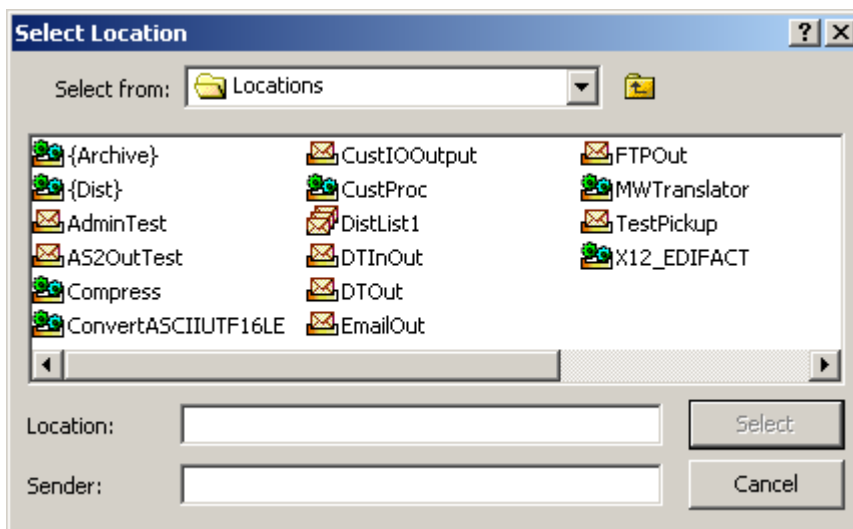 Select Location
Select from: Locations
{Archive} CustIOOutput FTPOut
{Dist} CustProc MWTranslator
AdminTest DistList1 TestPickup
AS2OutTest DTInOut X12_EDIFACT
Compress DTOut
ConvertASCIIUTF16LE EmailOut
Location: Select
Sender: Cancel